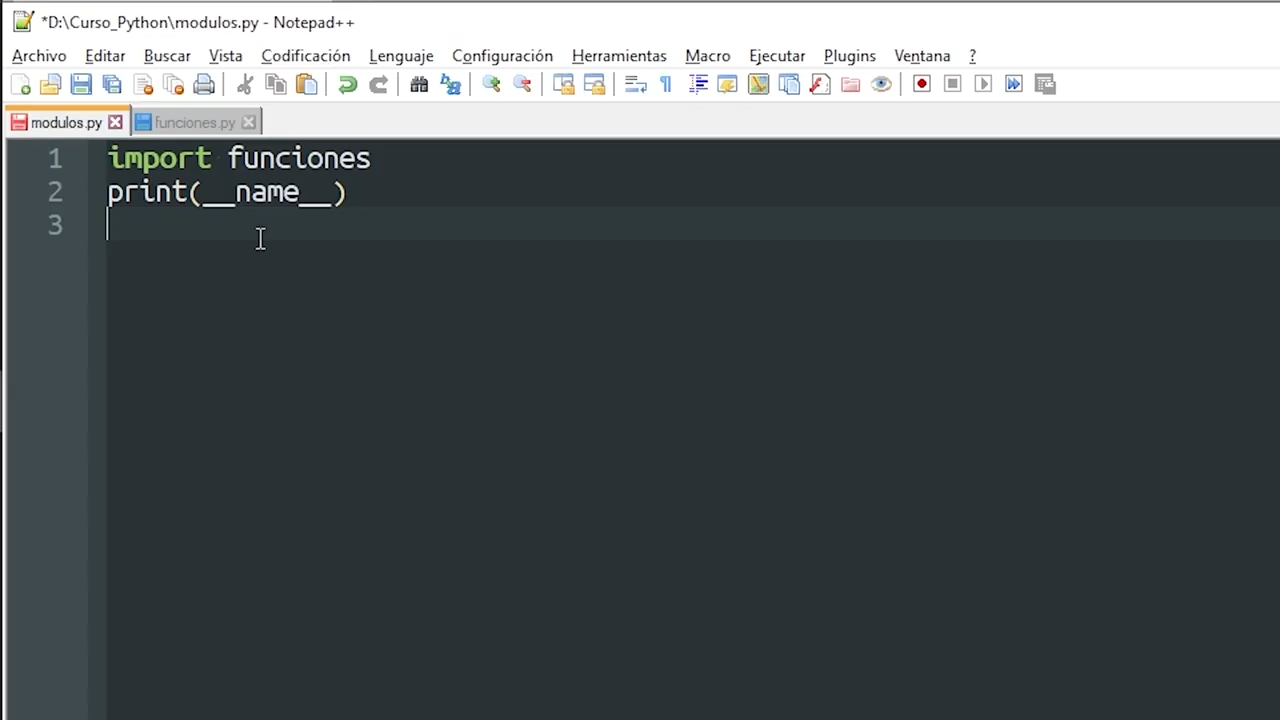 *D:\Curso_Python\modulos.py - Notepad++
Archivo Editar Buscar Vista Codificación Lenguaje Configuración Herramientas Macro Ejecutar Plugins Ventana ?
modulos.py funciones.py
1 import funciones
2 print(__name__)
3